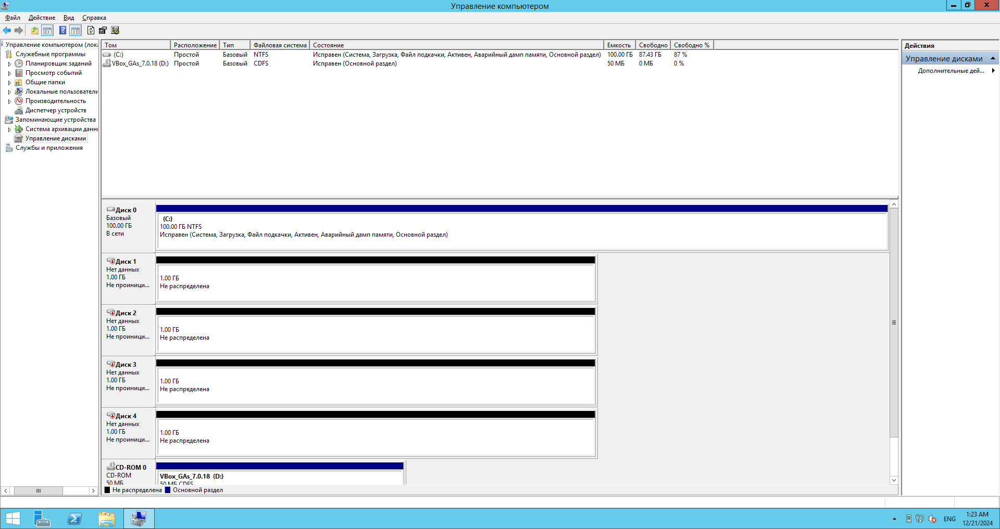 Управление компьютером
Файл Действие Вид Справка
Управление компьютером (лока
Служебные программы
Планировщик заданий
Просмотр событий
Общие папки
Локальные пользователи
Производительность
Диспетчер устройств
Запоминающие устройства
Система архивации данн
Управление дисками
Службы и приложения
Том Расположение Тип Файловая система Состояние Емкость Свободно Свободно %
(C:) Простой Базовый NTFS Исправен (Система, Загрузка, Файл подкачки, Активен, Аварийный дамп памяти, Основной раздел) 100.00 ГБ 87.43 ГБ 87 %
VBox_GAs_7.0.18 (D:) Простой Базовый CDFS Исправен (Основной раздел) 50 МБ 0 МБ 0 %
Диск 0
Базовый
100.00 ГБ
В сети
(C:)
100.00 ГБ NTFS
Исправен (Система, Загрузка, Файл подкачки, Активен, Аварийный дамп памяти, Основной раздел)
Диск 1
Нет данных
1.00 ГБ
Не проиници...
1.00 ГБ
Не распределена
Диск 2
Нет данных
1.00 ГБ
Не проиници...
1.00 ГБ
Не распределена
Диск 3
Нет данных
1.00 ГБ
Не проиници...
1.00 ГБ
Не распределена
Диск 4
Нет данных
1.00 ГБ
Не проиници...
1.00 ГБ
Не распределена
CD-ROM 0
CD-ROM
50 МБ
VBox_GAs_7.0.18 (D:)
50 МБ CDFS
Не распределена Основной раздел
Действия
Управление дисками
Дополнительные дей...
ENG
1:23 AM
12/21/2024